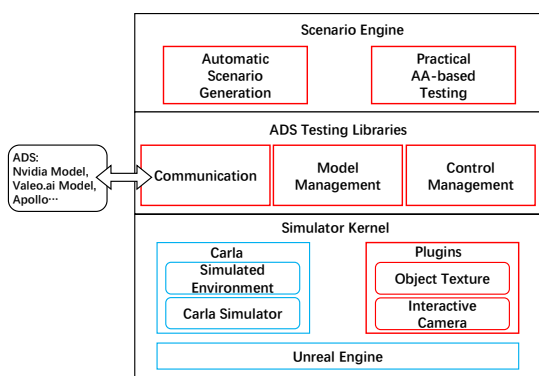 Scenario Engine
Automatic
Scenario
Generation
Practical
AA-based
Testing
ADS Testing Libraries
ADS:
Nvidia Model,
Valeo.ai Model,
Apollo⋯
Communication
Model
Management
Control
Management
Simulator Kernel
Carla
Simulated
Environment
Carla Simulator
Plugins
Object Texture
Interactive
Camera
Unreal Engine